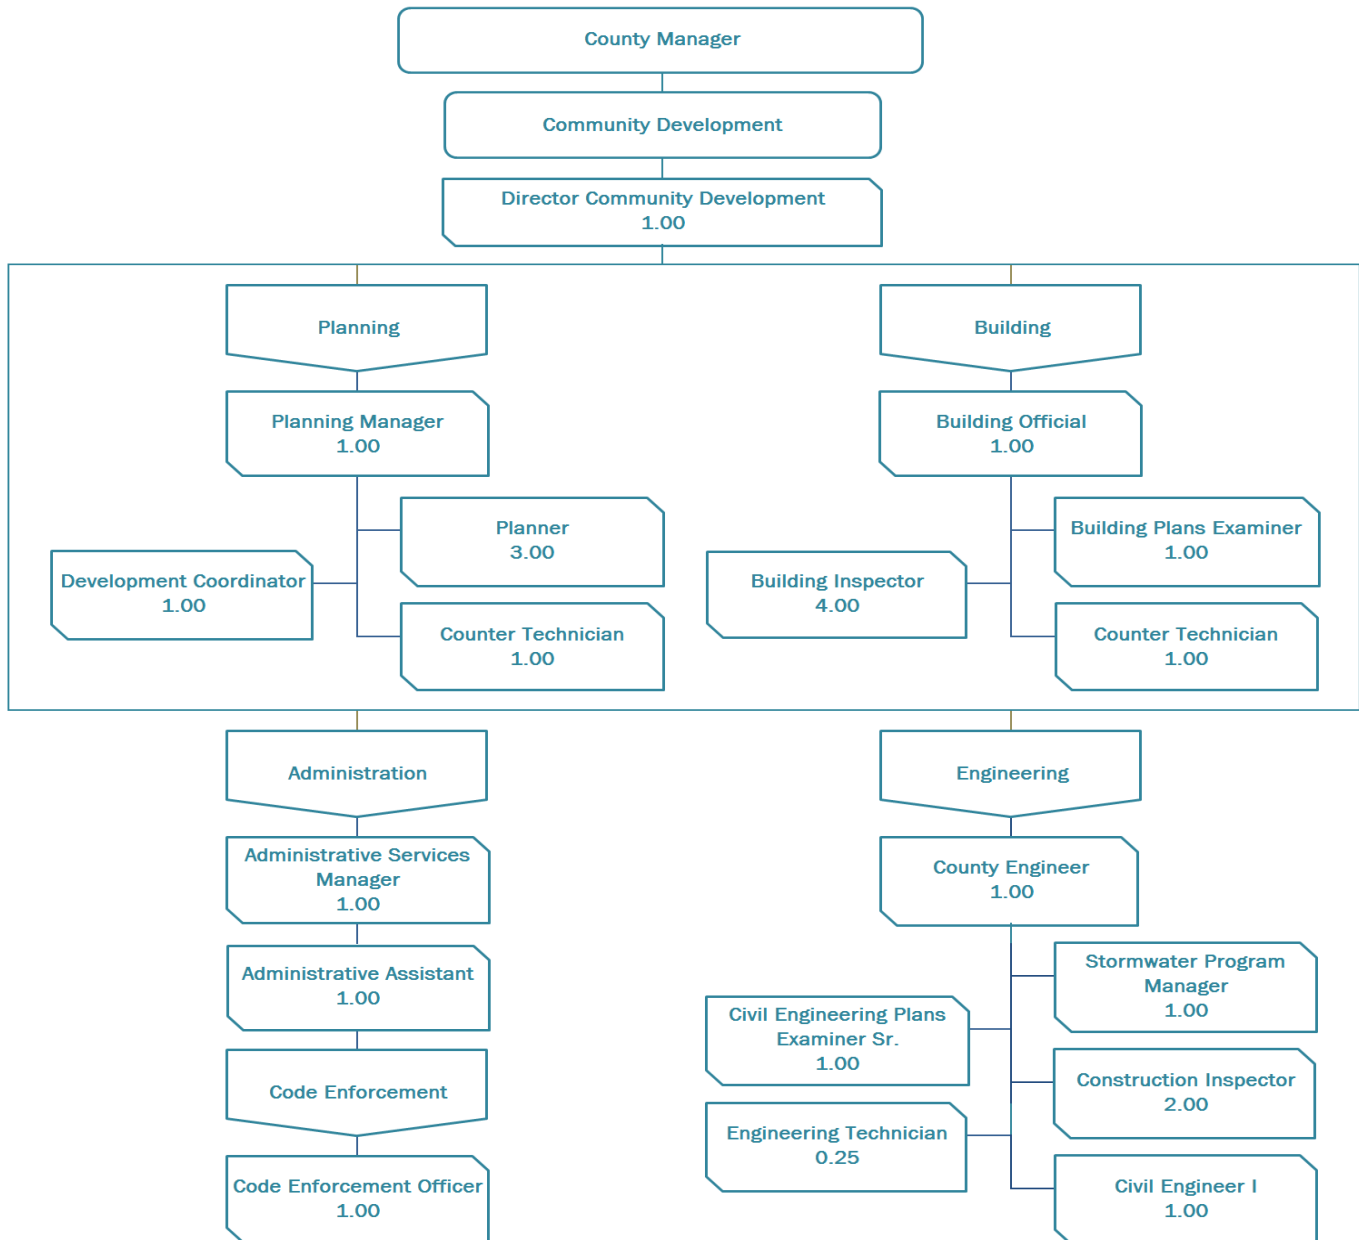 County Manager
Community Development
Director Community Development
1.00
Planning
Planning Manager
1.00
Planner
3.00
Development Coordinator
1.00
Counter Technician
1.00
Building
Building Official
1.00
Building Plans Examiner
1.00
Building Inspector
4.00
Counter Technician
1.00
Administration
Administrative Services
Manager
1.00
Administrative Assistant
1.00
Code Enforcement
Code Enforcement Officer
1.00
Engineering
County Engineer
1.00
Stormwater Program
Manager
1.00
Civil Engineering Plans
Examiner Sr.
1.00
Construction Inspector
2.00
Engineering Technician
0.25
Civil Engineer I
1.00